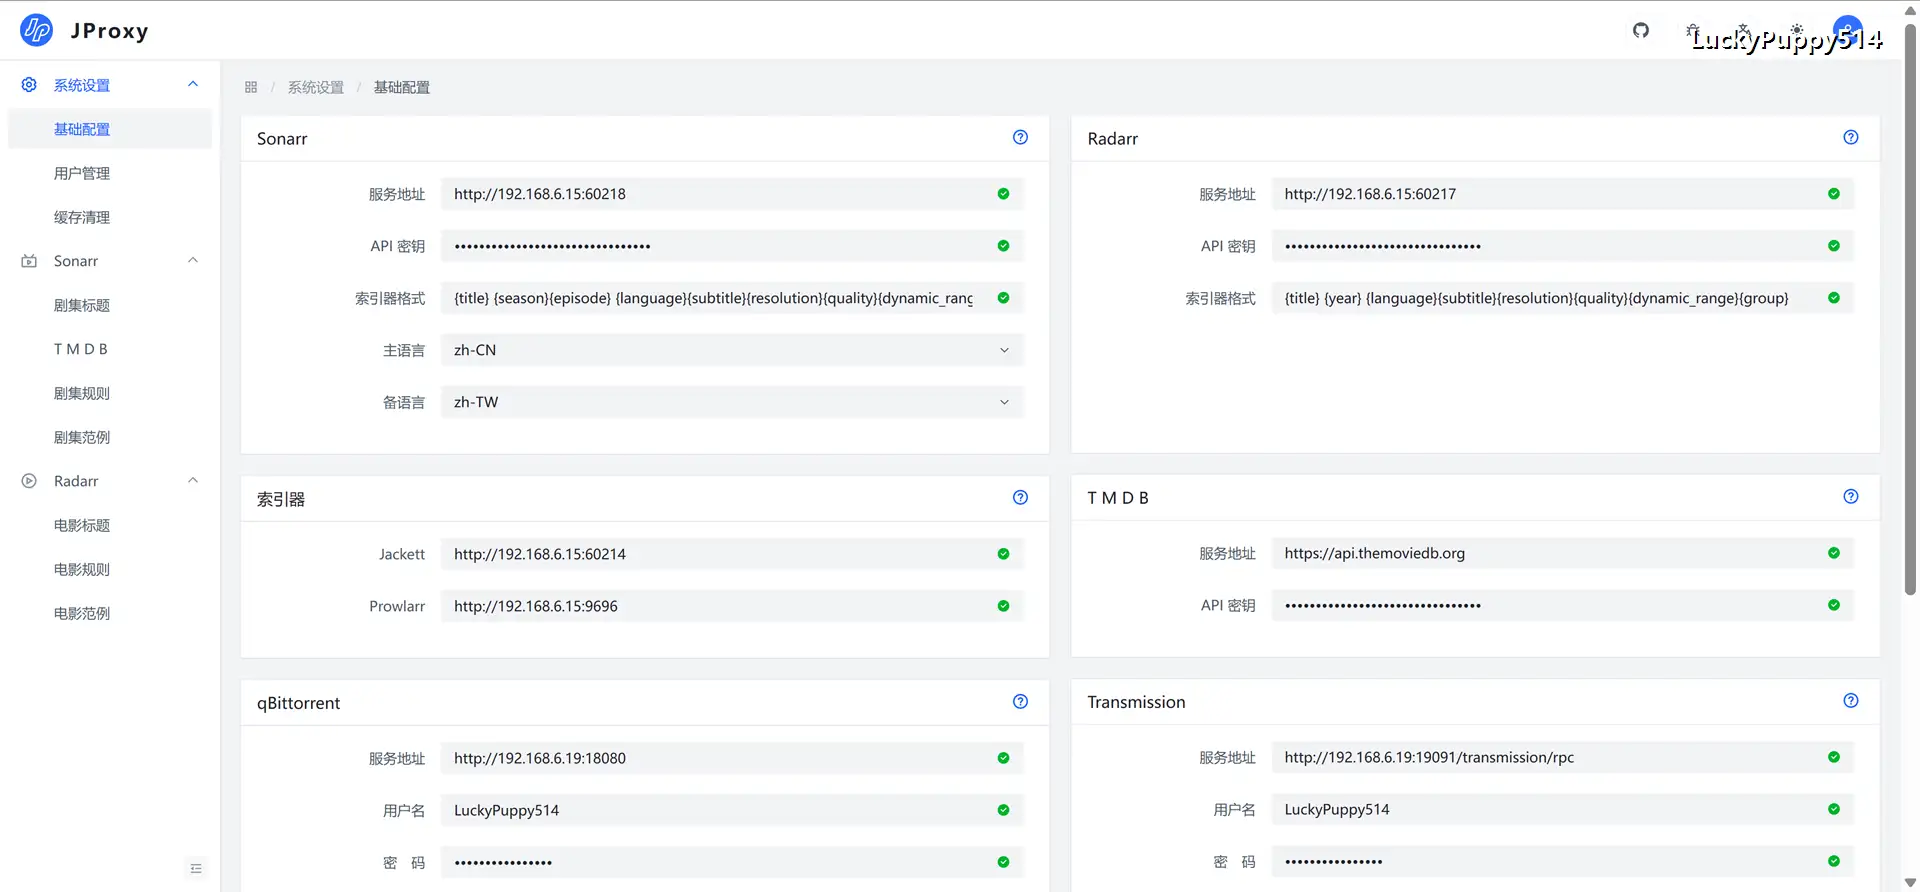 JProxy
LuckyPuppy514
系统设置
基础配置
用户管理
缓存清理
Sonarr
剧集标题
T M D B
剧集规则
剧集范例
Radarr
电影标题
电影规则
电影范例
系统设置 / 基础配置
Sonarr
服务地址 http://192.168.6.15:60218
API 密钥 ••••••••••••••••••••••••••••••••
索引器格式 {title} {season}{episode} {language}{subtitle}{resolution}{quality}{dynamic_rang
主语言 zh-CN
备语言 zh-TW
Radarr
服务地址 http://192.168.6.15:60217
API 密钥 ••••••••••••••••••••••••••••••••
索引器格式 {title} {year} {language}{subtitle}{resolution}{quality}{dynamic_range}{group}
索引器
Jackett http://192.168.6.15:60214
Prowlarr http://192.168.6.15:9696
T M D B
服务地址 https://api.themoviedb.org
API 密钥 ••••••••••••••••••••••••••••••••
qBittorrent
服务地址 http://192.168.6.19:18080
用户名 LuckyPuppy514
密 码 ••••••••••••••••
Transmission
服务地址 http://192.168.6.19:19091/transmission/rpc
用户名 LuckyPuppy514
密 码 ••••••••••••••••